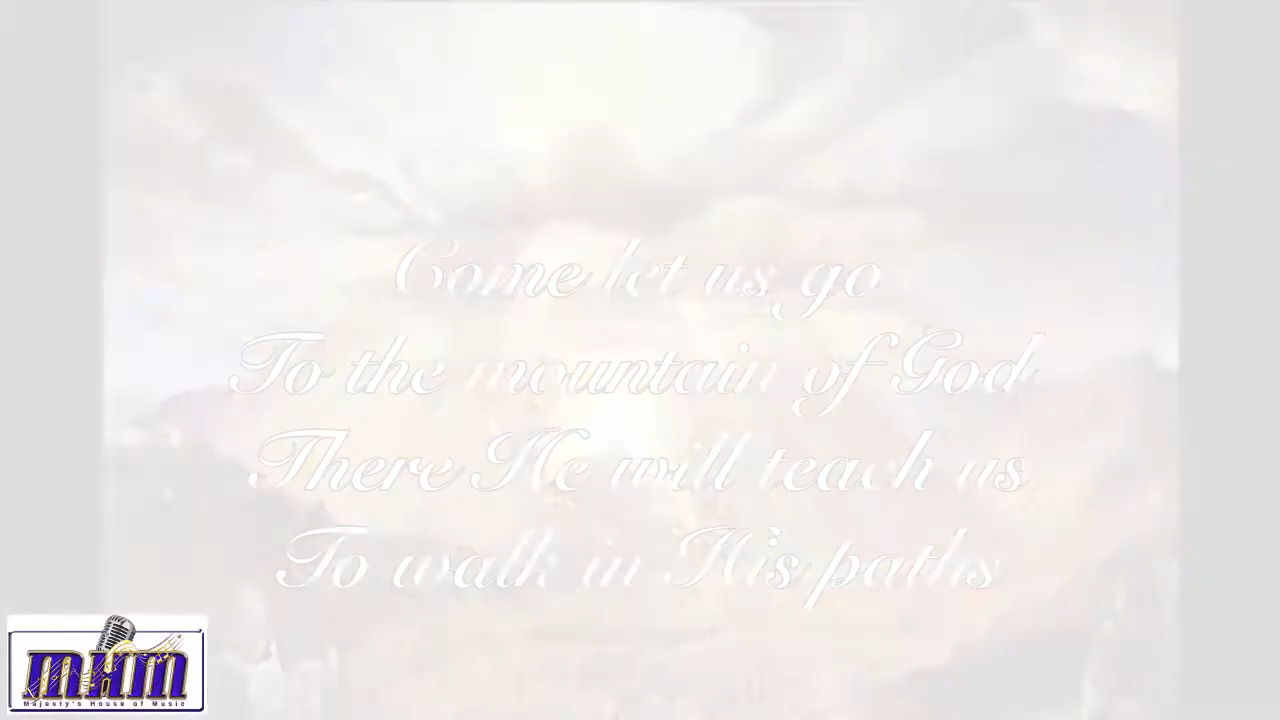 Come let us go
To the mountain of God
There He will teach us
To walk in His paths
mHm
Majesty's House of Music